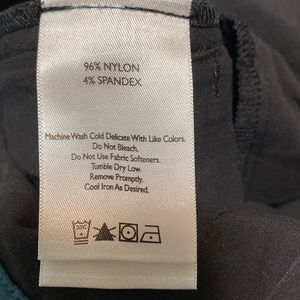 96% NYLON
4% SPANDEX
Machine Wash Cold Delicate With Like Colors.
Do Not Bleach.
Do Not Use Fabric Softeners.
Tumble Dry Low.
Remove Promptly.
Cool Iron As Desired.